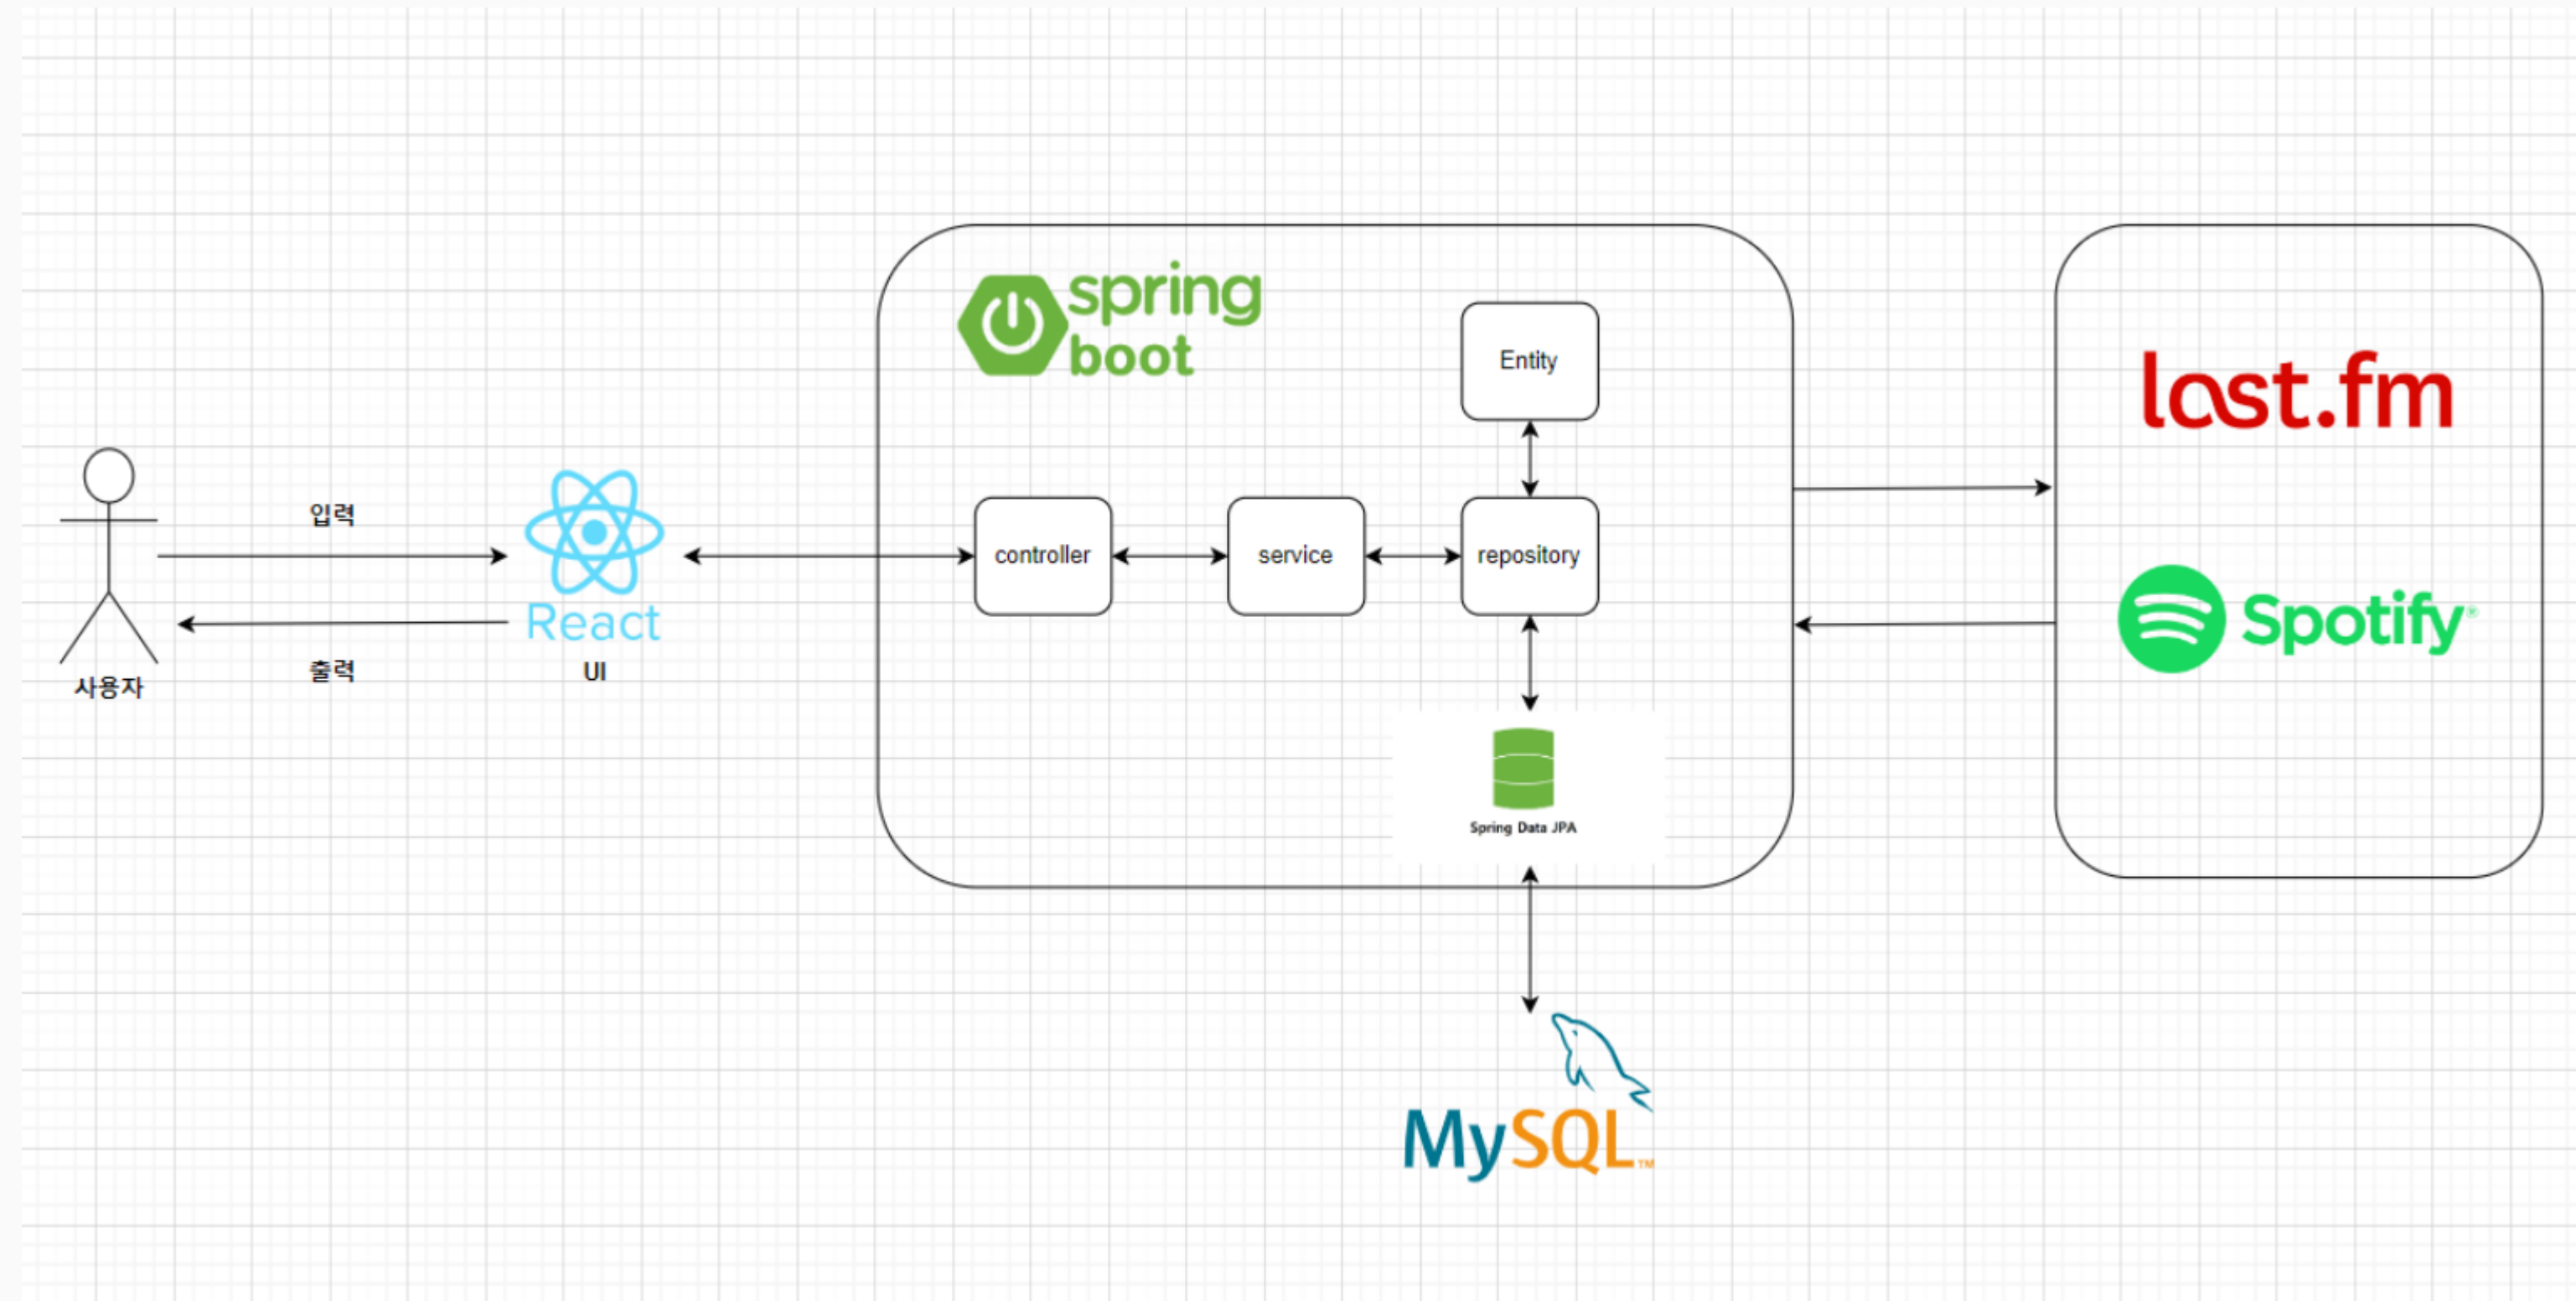 spring
boot
Entity
last.fm
입력
controller
service
repository
Spotify®
React
출력
UI
사용자
Spring Data JPA
MySQL™